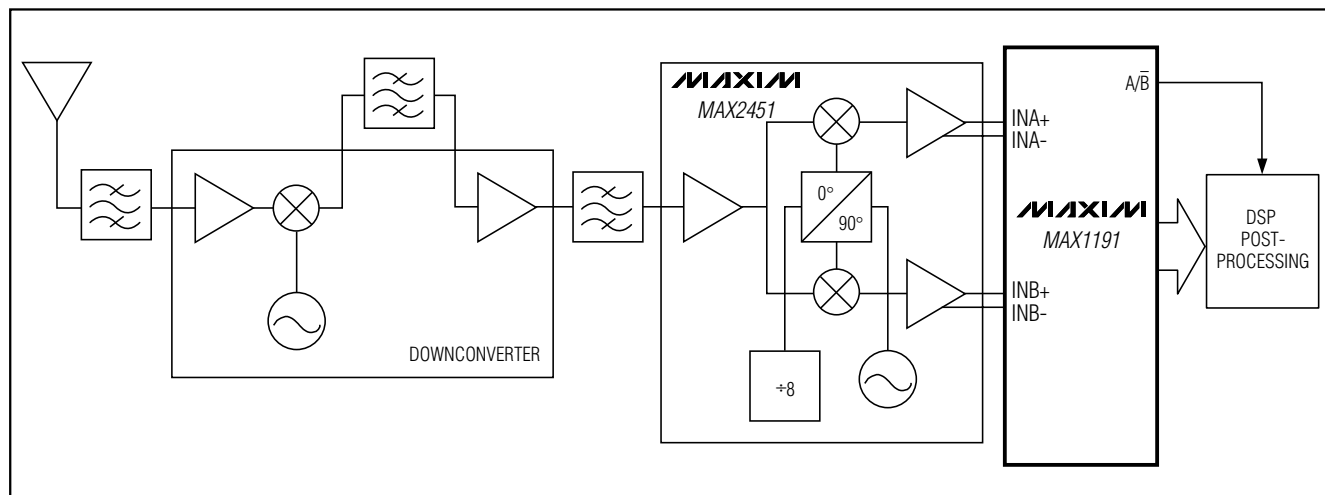 MAXIM
MAX2451
0°
90°
÷8
DOWNCONVERTER
INA+
INA-
INB+
INB-
A/B̅
MAXIM
MAX1191
DSP
POST-
PROCESSING